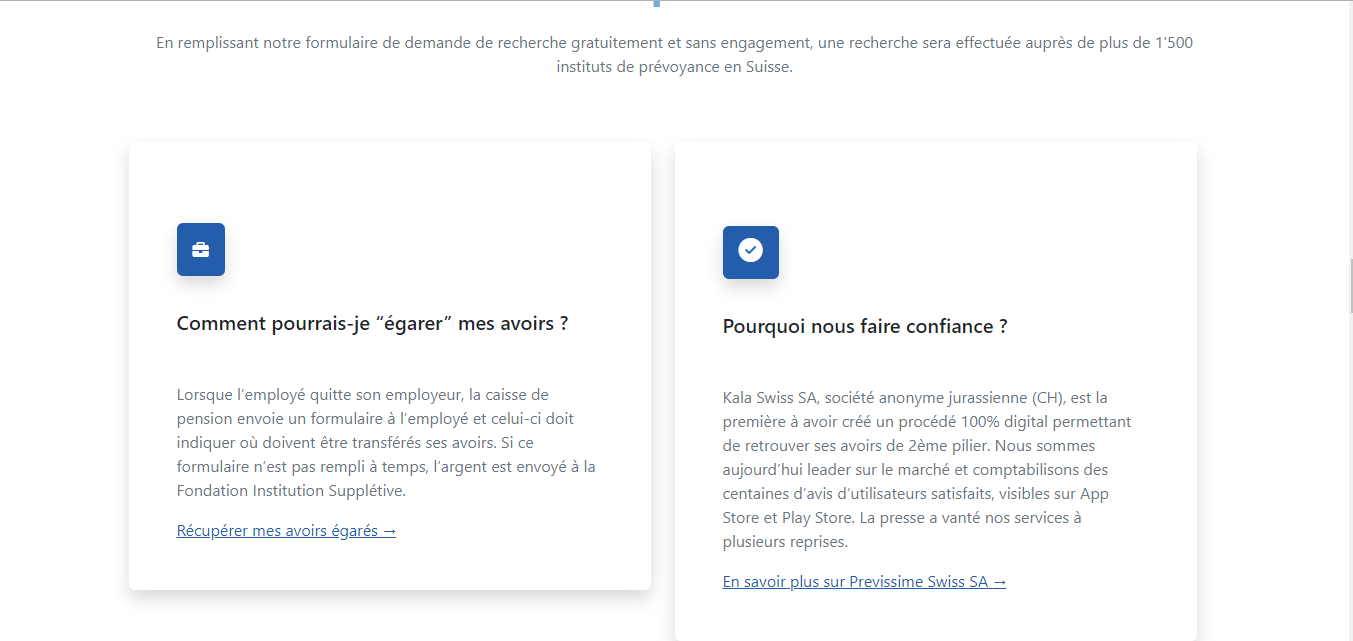 En remplissant notre formulaire de demande de recherche gratuitement et sans engagement, une recherche sera effectuée auprès de plus de 1'500
instituts de prévoyance en Suisse.
Comment pourrais-je “égarer” mes avoirs ?
Lorsque l’employé quitte son employeur, la caisse de
pension envoie un formulaire à l’employé et celui-ci doit
indiquer où doivent être transférés ses avoirs. Si ce
formulaire n’est pas rempli à temps, l’argent est envoyé à la
Fondation Institution Supplétive.
Récupérer mes avoirs égarés →
Pourquoi nous faire confiance ?
Kala Swiss SA, société anonyme jurassienne (CH), est la
première à avoir créé un procédé 100% digital permettant
de retrouver ses avoirs de 2ème pilier. Nous sommes
aujourd’hui leader sur le marché et comptabilisons des
centaines d’avis d’utilisateurs satisfaits, visibles sur App
Store et Play Store. La presse a vanté nos services à
plusieurs reprises.
En savoir plus sur Previssime Swiss SA →